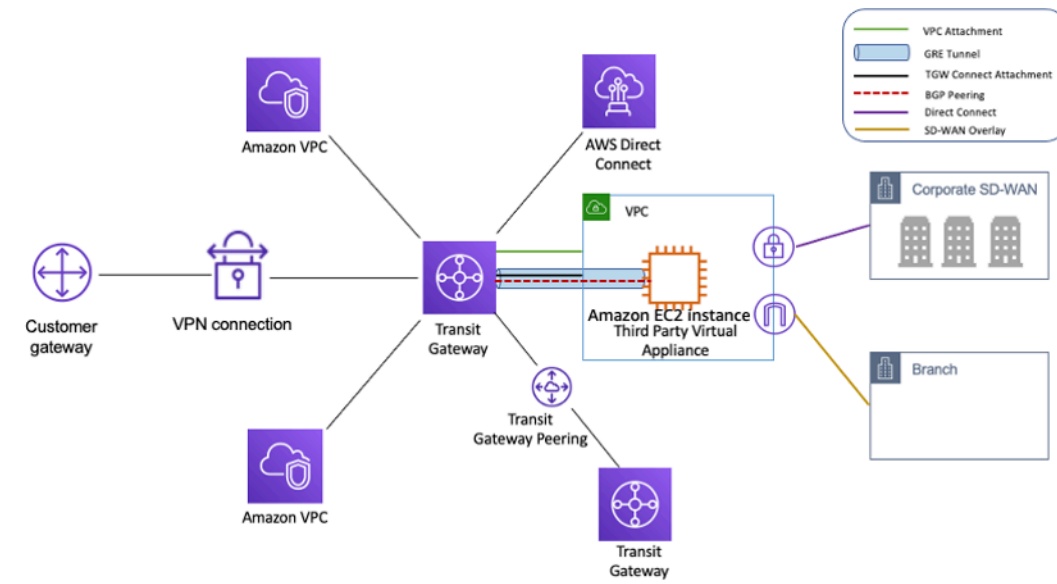 VPC Attachment
GRE Tunnel
TGW Connect Attachment
BGP Peering
Direct Connect
SD-WAN Overlay
Amazon VPC
AWS Direct
Connect
VPC
Corporate SD-WAN
Customer
gateway
VPN connection
Transit
Gateway
Amazon EC2 instance
Third Party Virtual
Appliance
Branch
Transit
Gateway Peering
Amazon VPC
Transit
Gateway